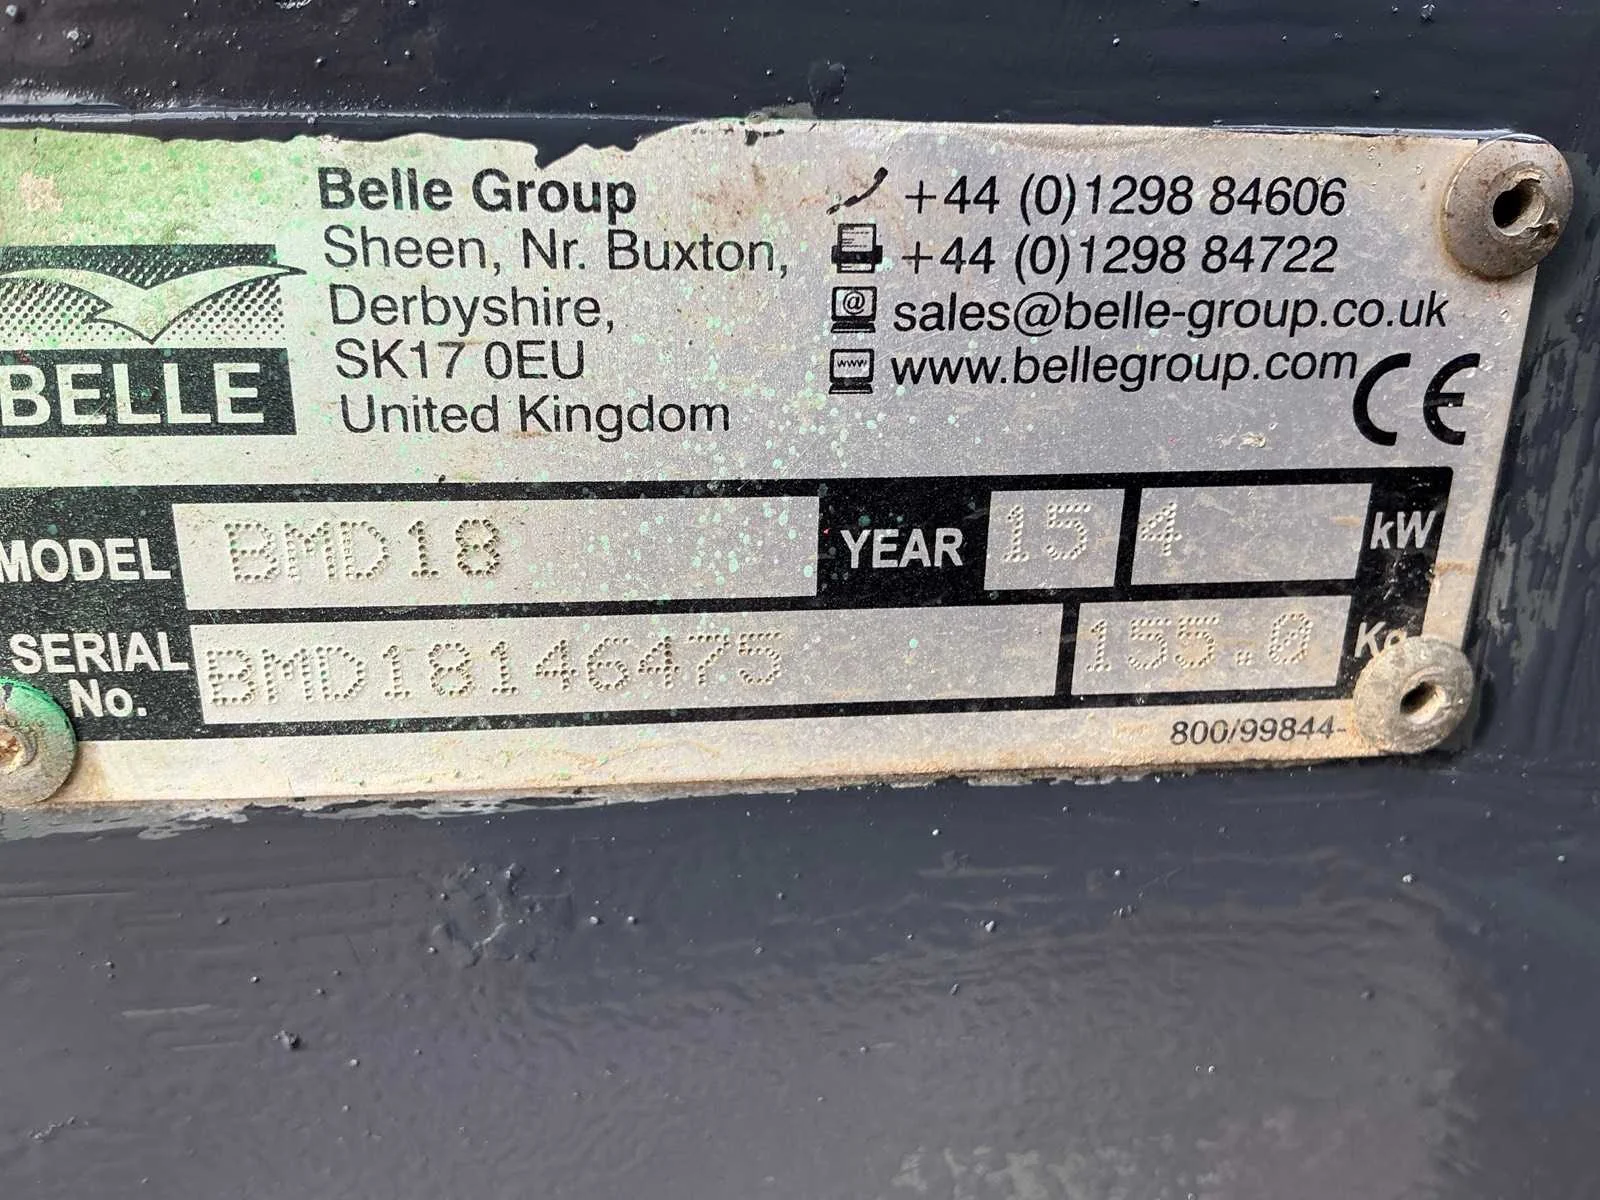 Belle Group
Sheen, Nr. Buxton,
Derbyshire,
SK17 0EU
United Kingdom
+44 (0)1298 84606
+44 (0)1298 84722
@ sales@belle-group.co.uk
www www.bellegroup.com
CE
BELLE
MODEL BMD18 YEAR 15 4 kW
SERIAL No. BMD18146475 155.0 Kg
800/99844-